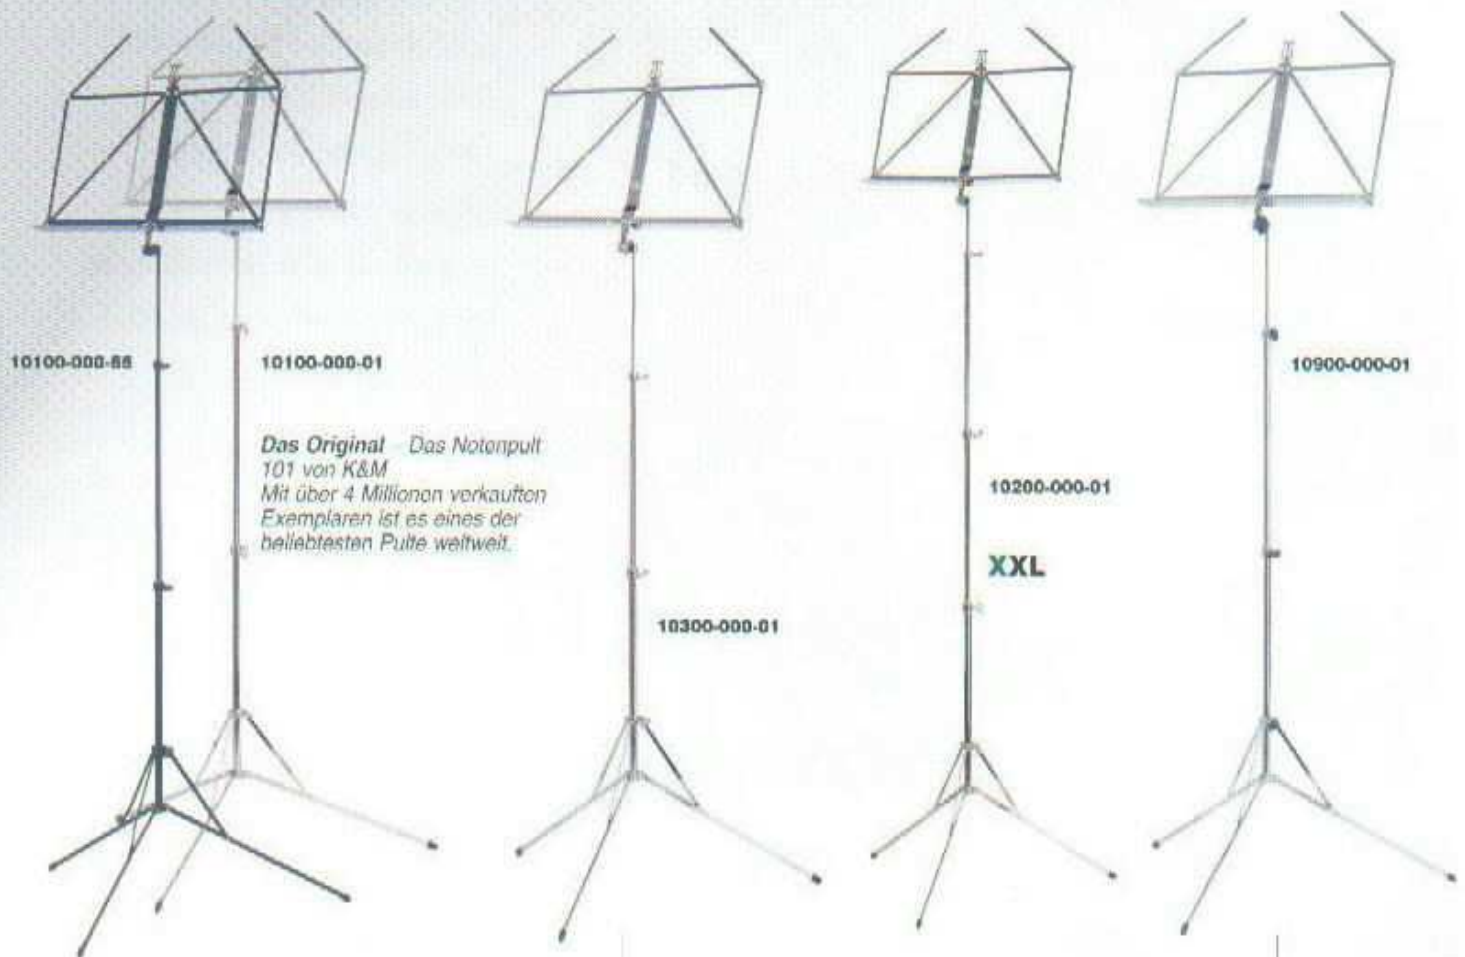 10100-000-55
10100-000-01
Das Original - Das Notenpult
101 von K&M
Mit über 4 Millionen verkauften
Exemplaren ist es eines der
beliebtesten Pulte weltweit.
10300-000-01
10200-000-01
XXL
10900-000-01